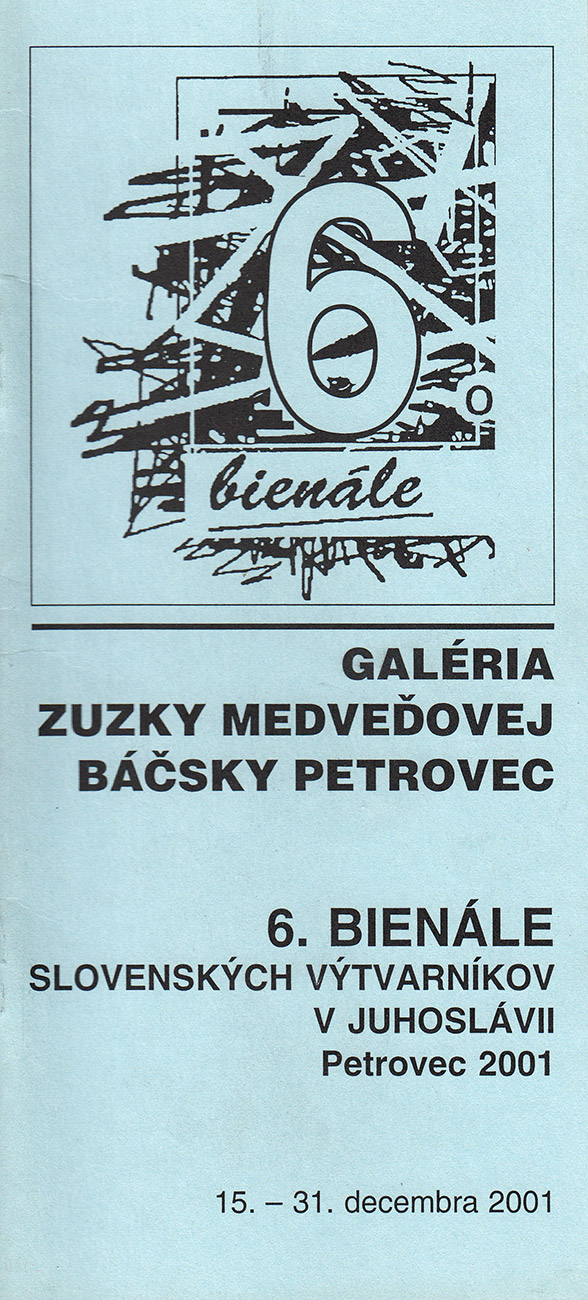 6.
bienále
GALÉRIA
ZUZKY MEDVEĎOVEJ
BÁČSKY PETROVEC
6. BIENÁLE
SLOVENSKÝCH VÝTVARNÍKOV
V JUHOSLÁVII
Petrovec 2001
15. – 31. decembra 2001